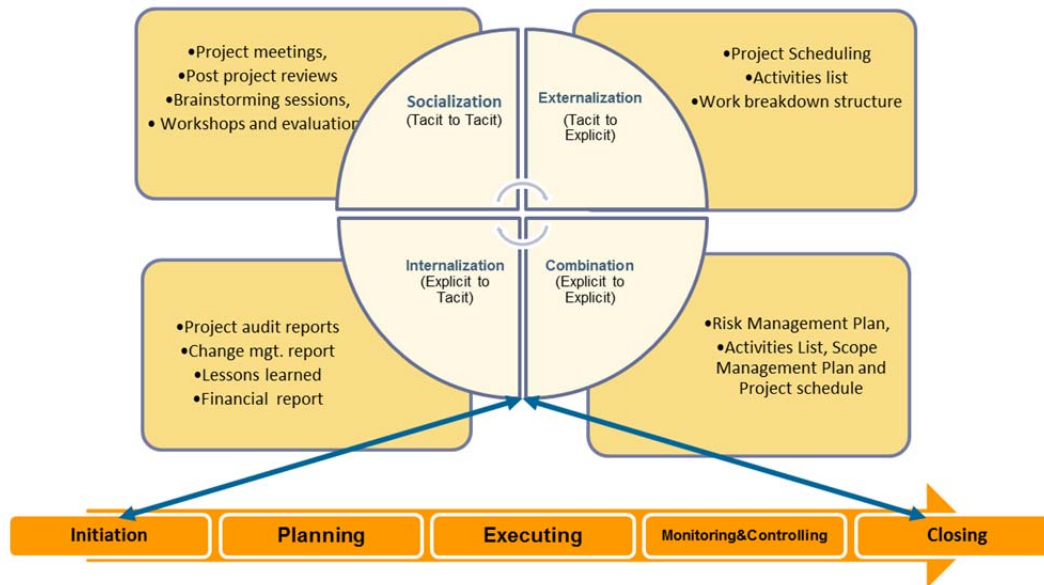 •Project meetings,
•Post project reviews
•Brainstorming sessions,
• Workshops and evaluation
Socialization
(Tacit to Tacit)
Externalization
(Tacit to
Explicit)
•Project Scheduling
•Activities list
•Work breakdown structure
•Project audit reports
•Change mgt. report
•Lessons learned
•Financial report
Internalization
(Explicit to
Tacit)
Combination
(Explicit to
Explicit)
•Risk Management Plan,
•Activities List, Scope
Management Plan and
Project schedule
Initiation
Planning
Executing
Monitoring&Controlling
Closing